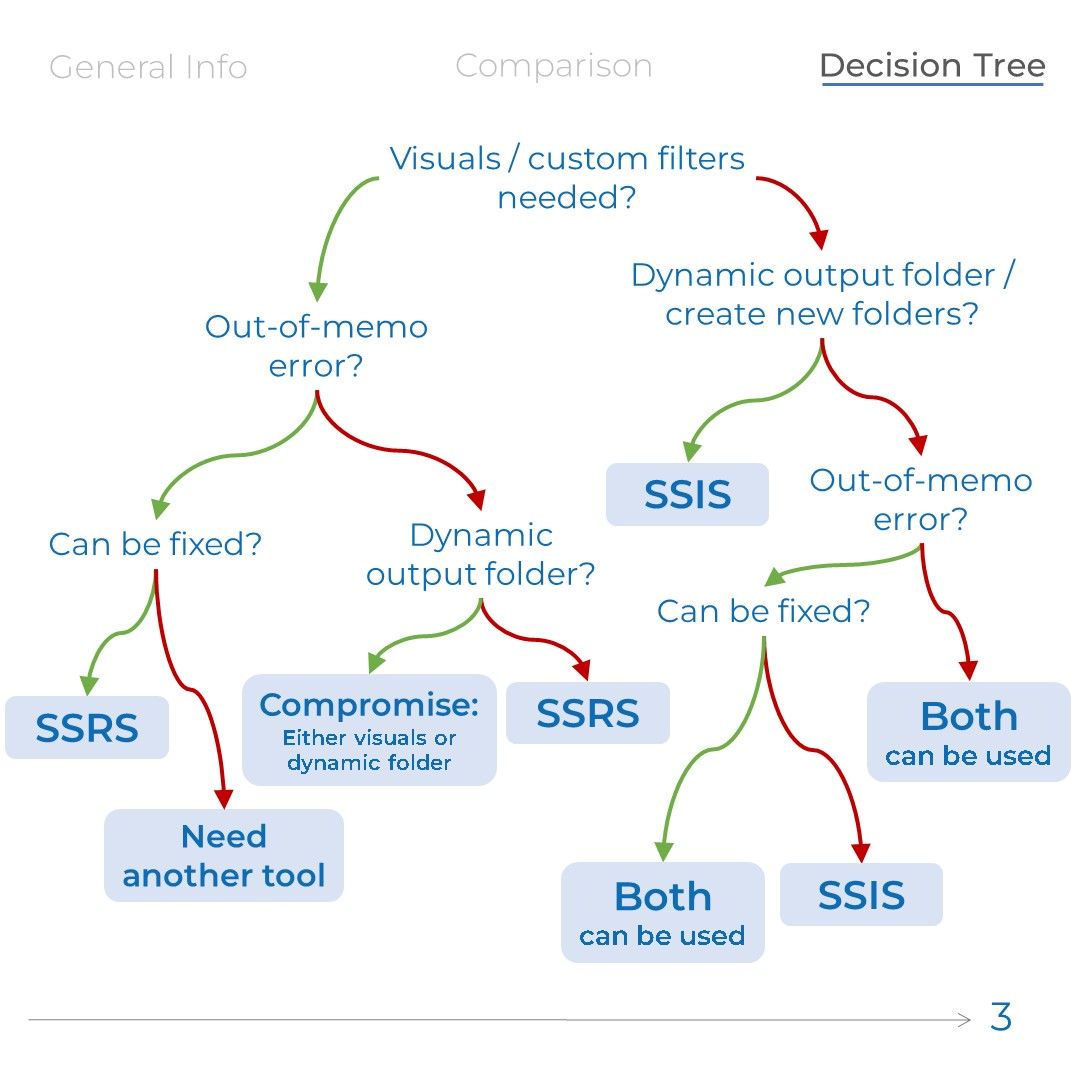 General Info
Comparison
Decision Tree
Visuals / custom filters
needed?
Dynamic output folder /
create new folders?
Out-of-memo
error?
SSIS
Out-of-memo
error?
Can be fixed?
Dynamic
output folder?
Can be fixed?
SSRS
Compromise:
Either visuals or
dynamic folder
SSRS
Both
can be used
Need
another tool
Both
can be used
SSIS
3